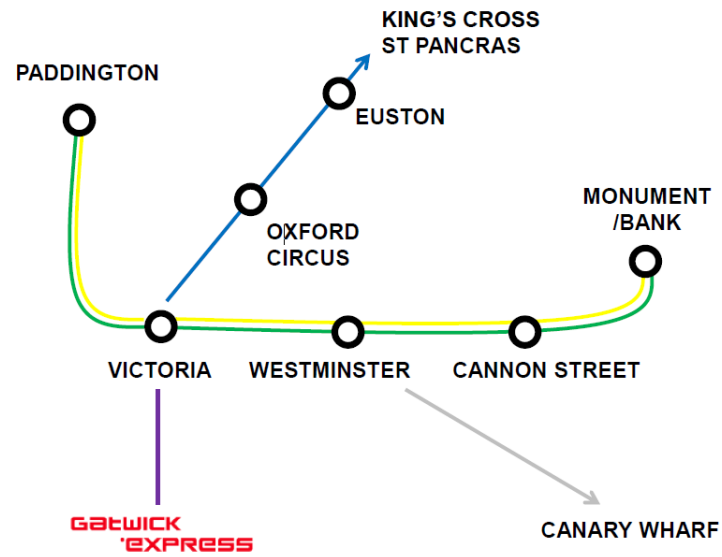 KING'S CROSS
ST PANCRAS
PADDINGTON
EUSTON
MONUMENT
/BANK
OXFORD
CIRCUS
VICTORIA
WESTMINSTER
CANNON STREET
GATWICK
EXPRESS
CANARY WHARF